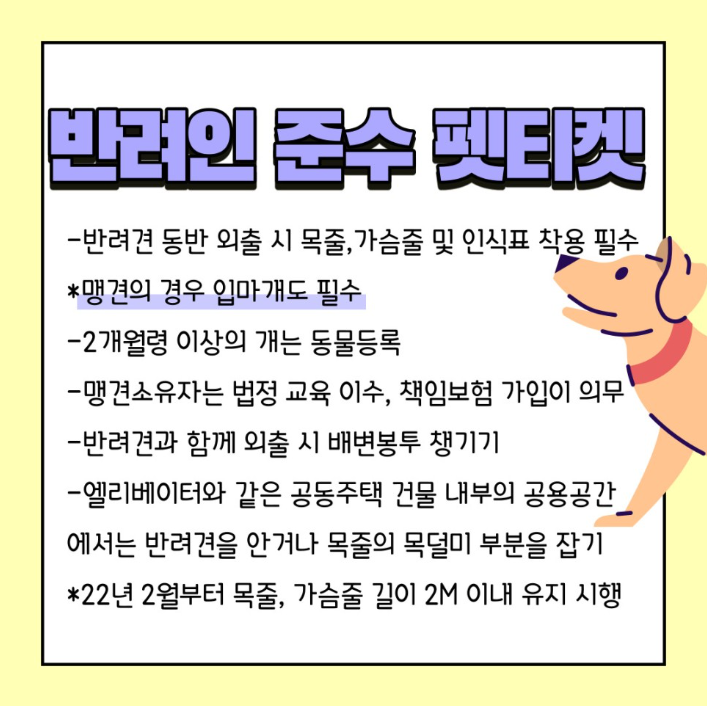 반려인 준수 펫티켓
-반려견 동반 외출 시 목줄,가슴줄 및 인식표 착용 필수
*맹견의 경우 입마개도 필수
-2개월령 이상의 개는 동물등록
-맹견소유자는 법정 교육 이수, 책임보험 가입이 의무
-반려견과 함께 외출 시 배변봉투 챙기기
-엘리베이터와 같은 공동주택 건물 내부의 공용공간
에서는 반려견을 안거나 목줄의 목덜미 부분을 잡기
*22년 2월부터 목줄, 가슴줄 길이 2M 이내 유지 시행